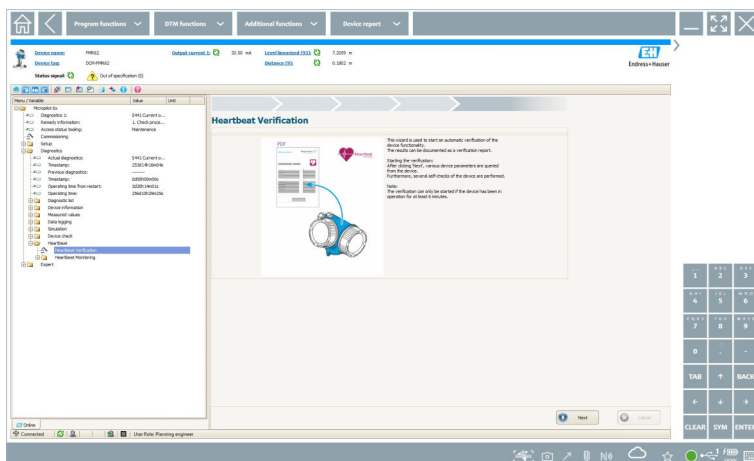 Program functions
DTM functions
Additional functions
Device report
Device name: FMR62 Output current 1: 20.50 mA Level linearized (93): 7.2099 m
Device tag: DCM-FMR62 Distance (9):
Endress+Hauser
Status signal: Out of specification (S)
Menu / Variable Value Unit
Micropilot 6x
Diagnostics 1: S441 Current o...
Remedy information: 1. Check proce...
Access status tooling: Maintenance
Commissioning
Setup
Diagnostics
Actual diagnostics: S441 Current o...
Timestamp:
Previous diagnostics: --------
Timestamp: 0d00h00m00s
Operating time from restart:
Operating time:
Diagnostic list
Device information
Measured values
Data logging
Simulation
Device check
Heartbeat
Heartbeat Verification
Heartbeat Monitoring
Expert
Heartbeat Verification
PDF
Heartbeat
This wizard is used to start an automatic verification of the
device functionality.
The results can be documented as a verification report.
Starting the verification:
After clicking 'Next', various device parameters are queried
from the device.
Furthermore, several self-checks of the device are performed.
Note:
The verification can only be started if the device has been in
operation for at least 6 minutes.
Next
Cancel
Online
Connected
User Role: Planning engineer
1 2 3
4 5 6
7 8 9
0 . -
TAB BACK
CLEAR SYM ENTER